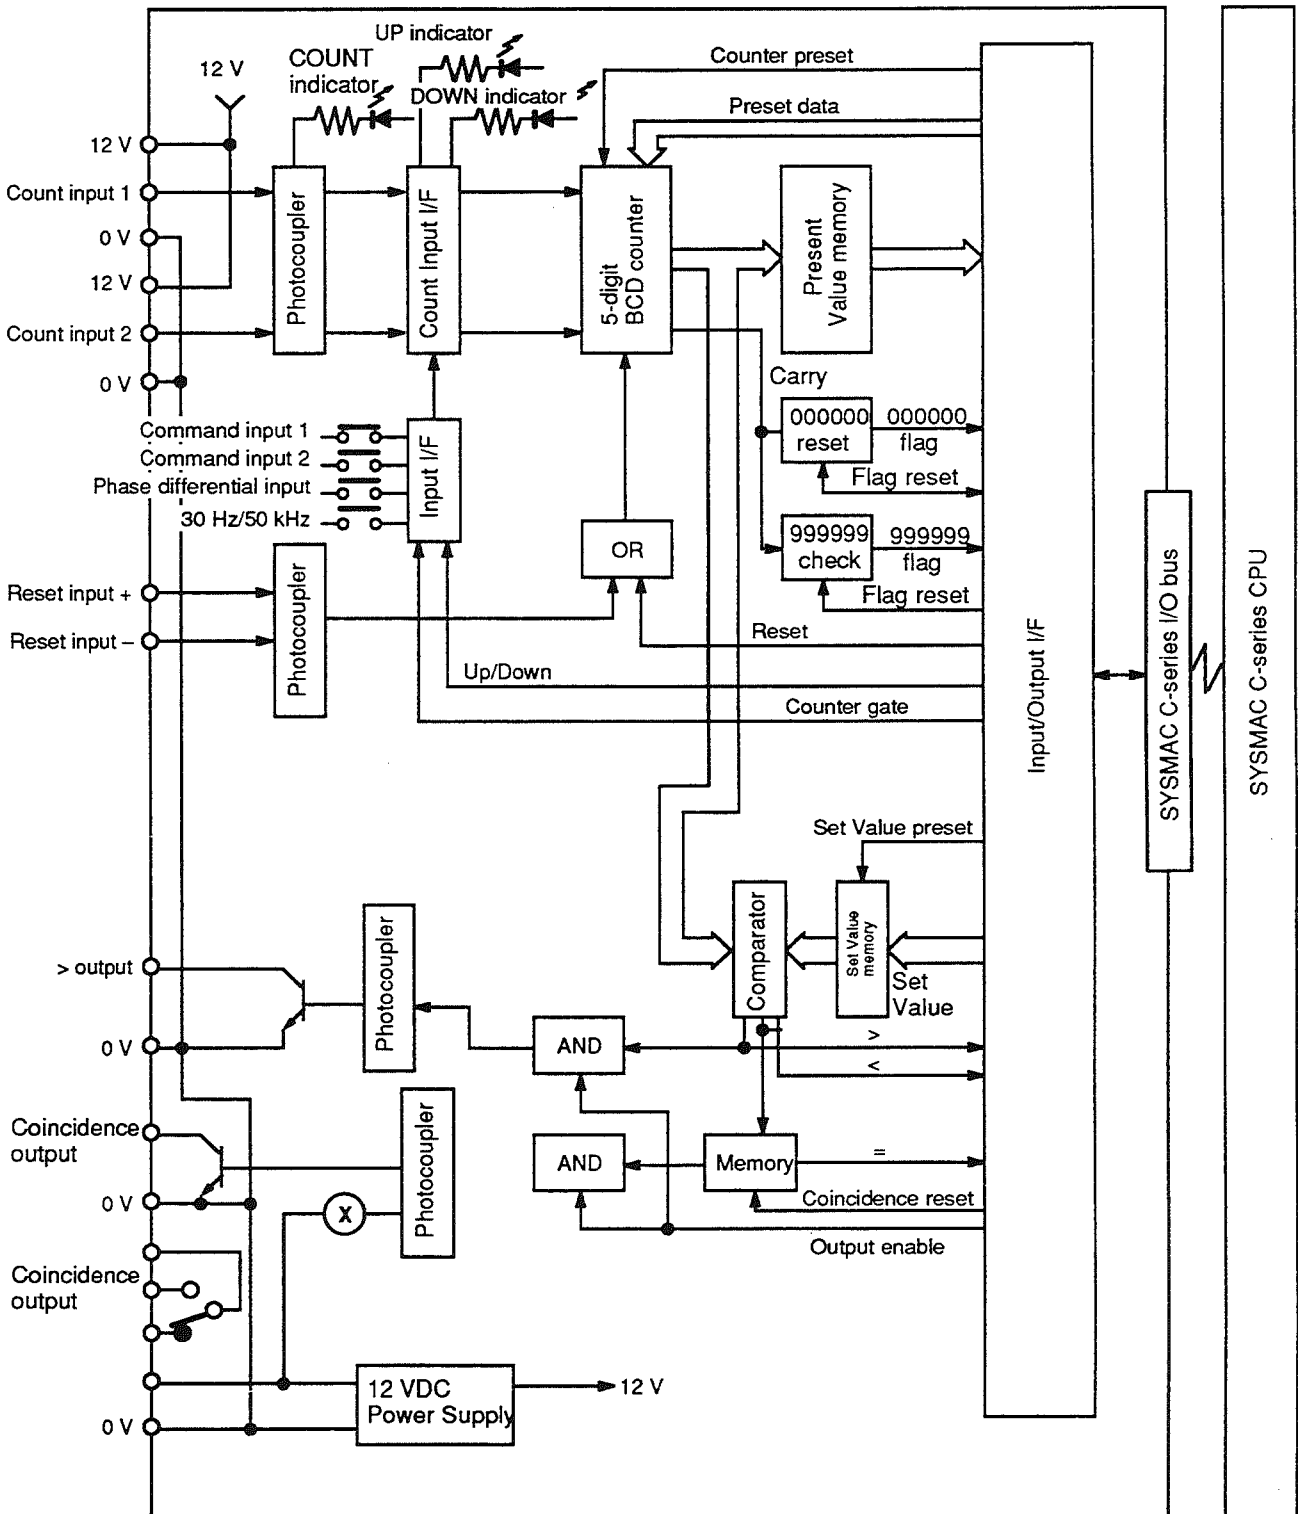 UP indicator
COUNT
indicator
DOWN indicator
12 V
12 V
Count input 1
0 V
12 V
Count input 2
0 V
Photocoupler
Count Input I/F
5-digit
BCD counter
Present
Value memory
Counter preset
Preset data
Carry
000000
reset
000000
flag
Flag reset
999999
check
999999
flag
Flag reset
Command input 1
Command input 2
Phase differential input
30 Hz/50 kHz
Input I/F
OR
Reset input +
Reset input –
Photocoupler
Reset
Up/Down
Counter gate
Input/Output I/F
SYSMAC C-series I/O bus
SYSMAC C-series CPU
Set Value preset
Comparator
Set Value
memory
Set
Value
> output
0 V
Photocoupler
AND
>
<
Coincidence
output
0 V
Photocoupler
X
AND
Memory
=
Coincidence reset
Output enable
Coincidence
output
0 V
12 VDC
Power Supply
12 V